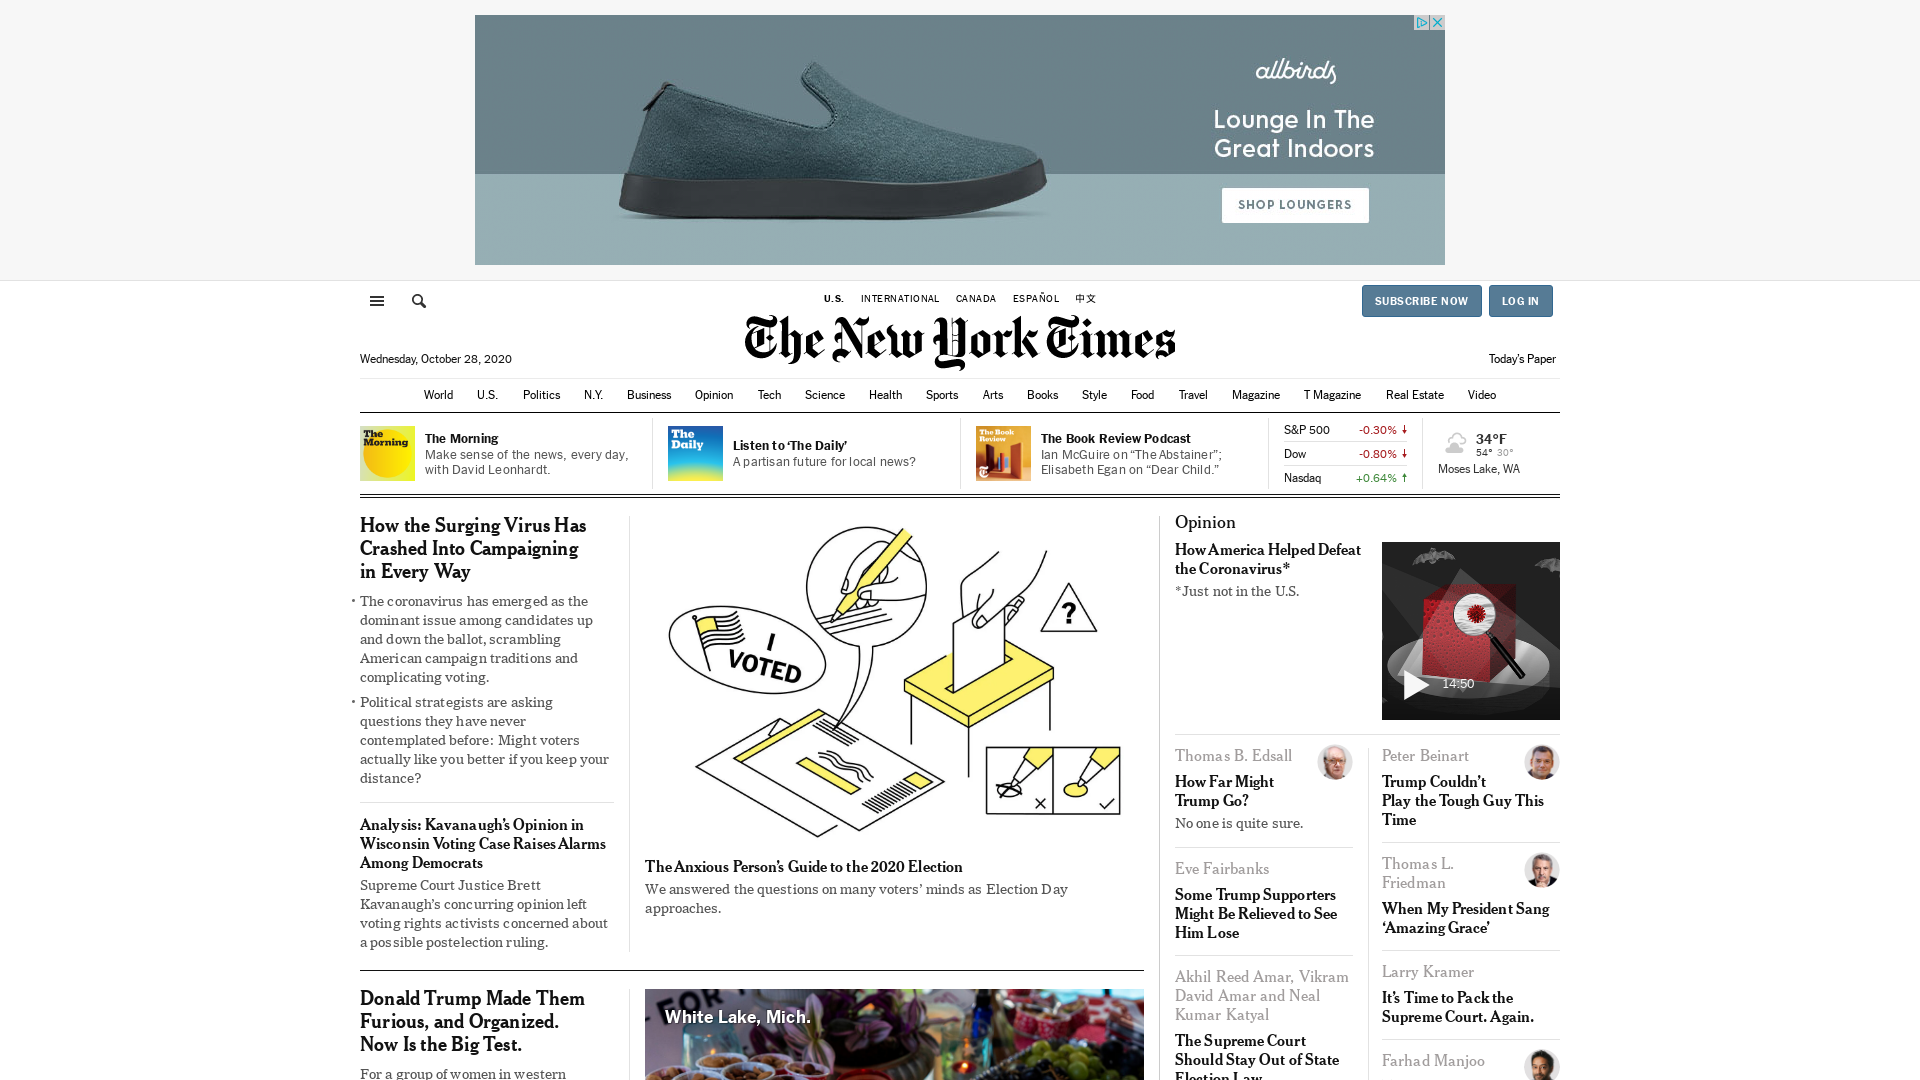 allbirds
Lounge In The
Great Indoors
SHOP LOUNGERS
U.S. INTERNATIONAL CANADA ESPAÑOL 中文
SUBSCRIBE NOW LOG IN
The New York Times
Wednesday, October 28, 2020
Today's Paper
World U.S. Politics N.Y. Business Opinion Tech Science Health Sports Arts Books Style Food Travel Magazine T Magazine Real Estate Video
The
Morning
The Morning
Make sense of the news, every day,
with David Leonhardt.
The
Daily
Listen to ‘The Daily’
A partisan future for local news?
The Book
Review
The Book Review Podcast
Ian McGuire on “The Abstainer”;
Elisabeth Egan on “Dear Child.”
S&P 500 -0.30%
Dow -0.80%
Nasdaq +0.64%
34°F
54° 30°
Moses Lake, WA
How the Surging Virus Has
Crashed Into Campaigning
in Every Way
• The coronavirus has emerged as the
dominant issue among candidates up
and down the ballot, scrambling
American campaign traditions and
complicating voting.
• Political strategists are asking
questions they have never
contemplated before: Might voters
actually like you better if you keep your
distance?
Analysis: Kavanaugh’s Opinion in
Wisconsin Voting Case Raises Alarms
Among Democrats
Supreme Court Justice Brett
Kavanaugh’s concurring opinion left
voting rights activists concerned about
a possible postelection ruling.
I
VOTED
?
The Anxious Person’s Guide to the 2020 Election
We answered the questions on many voters’ minds as Election Day
approaches.
Donald Trump Made Them
Furious, and Organized.
Now Is the Big Test.
For a group of women in western
FOR
White Lake, Mich.
Opinion
How America Helped Defeat
the Coronavirus*
*Just not in the U.S.
14:50
Thomas B. Edsall
How Far Might
Trump Go?
No one is quite sure.
Eve Fairbanks
Some Trump Supporters
Might Be Relieved to See
Him Lose
Akhil Reed Amar, Vikram
David Amar and Neal
Kumar Katyal
The Supreme Court
Should Stay Out of State
Election Law
Peter Beinart
Trump Couldn’t
Play the Tough Guy This
Time
Thomas L.
Friedman
When My President Sang
‘Amazing Grace’
Larry Kramer
It’s Time to Pack the
Supreme Court. Again.
Farhad Manjoo